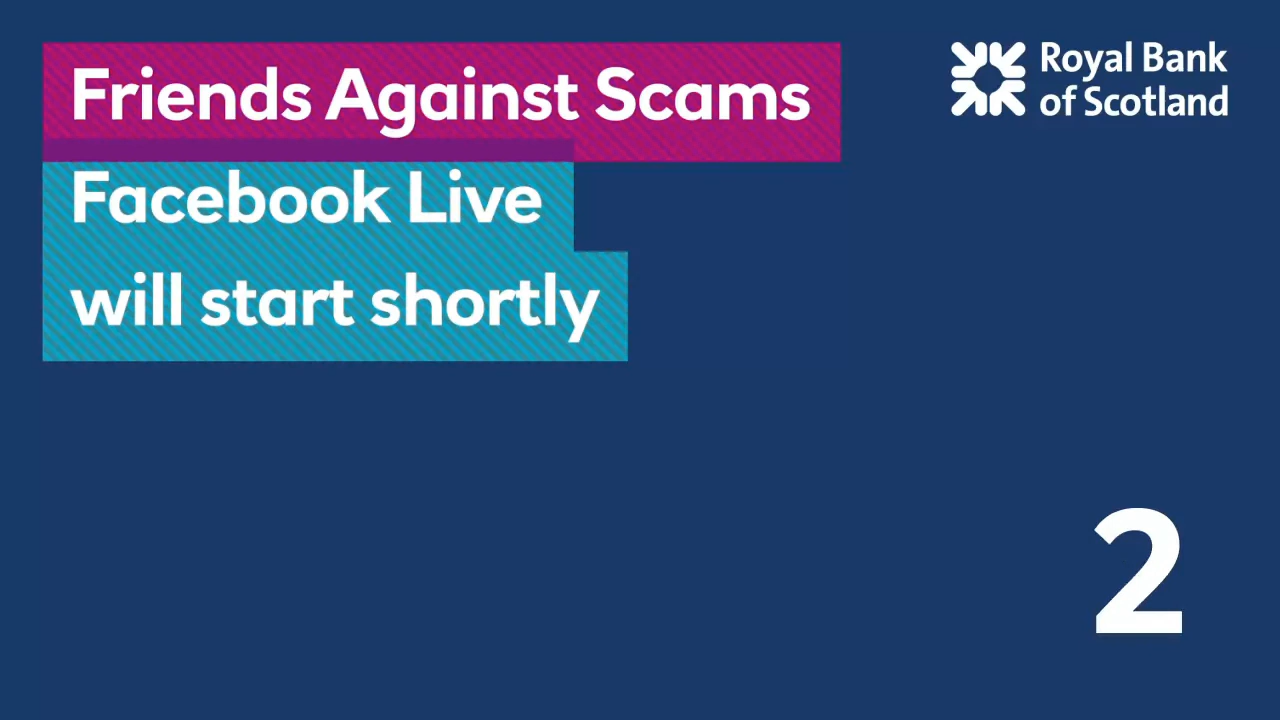 Friends Against Scams
Facebook Live
will start shortly
Royal Bank
of Scotland
2